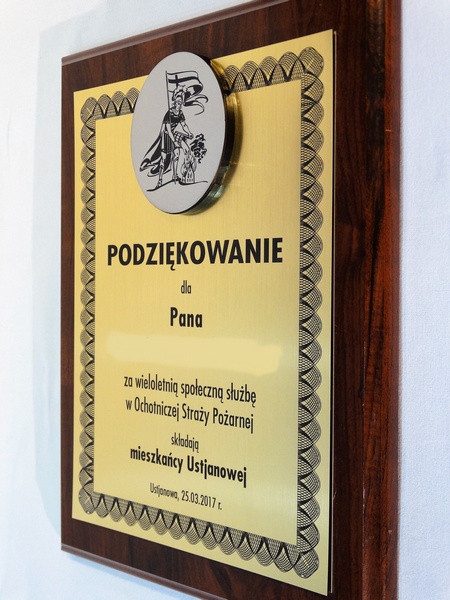 PODZIĘKOWANIE
dla
Pana
za wieloletnią społeczną służbę
w Ochotniczej Straży Pożarnej
składają
mieszkańcy Ustjanowej
Ustjanowa, 25.03.2017 r.